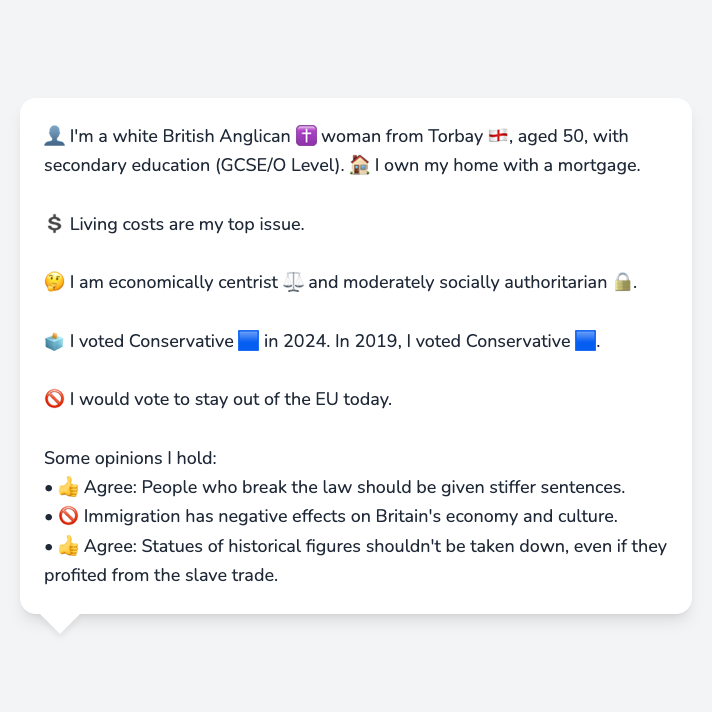 👤 I'm a white British Anglican ✝️ woman from Torbay 🏴󠁧󠁢󠁥󠁮󠁧󠁿, aged 50, with
secondary education (GCSE/O Level). 🏠 I own my home with a mortgage.
💲 Living costs are my top issue.
🤔 I am economically centrist ⚖️ and moderately socially authoritarian 🔒.
🗳️ I voted Conservative 🟦 in 2024. In 2019, I voted Conservative 🟦.
🚫 I would vote to stay out of the EU today.
Some opinions I hold:
• 👍 Agree: People who break the law should be given stiffer sentences.
• 🚫 Immigration has negative effects on Britain's economy and culture.
• 👍 Agree: Statues of historical figures shouldn't be taken down, even if they
profited from the slave trade.